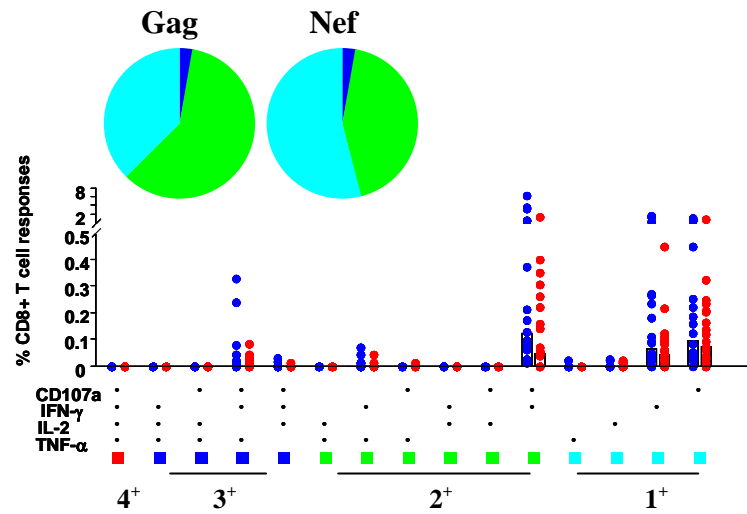 Gag Nef
% CD8+ T cell responses
8
2
0.5
0.4
0.3
0.2
0.1
0
CD107a
IFN-γ
IL-2
TNF-α
4⁺ 3⁺ 2⁺ 1⁺